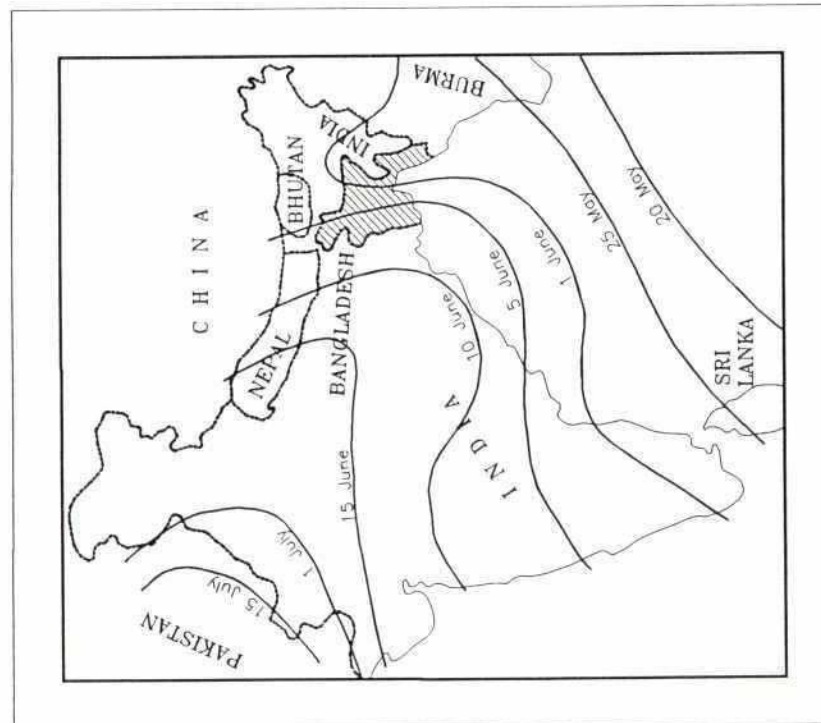 CHINA
BHUTAN
INDIA
BURMA
NEPAL
BANGLADESH
INDIA
PAKISTAN
SRI
LANKA
20 May
25 May
1 June
5 June
10 June
15 June
1 July
15 July